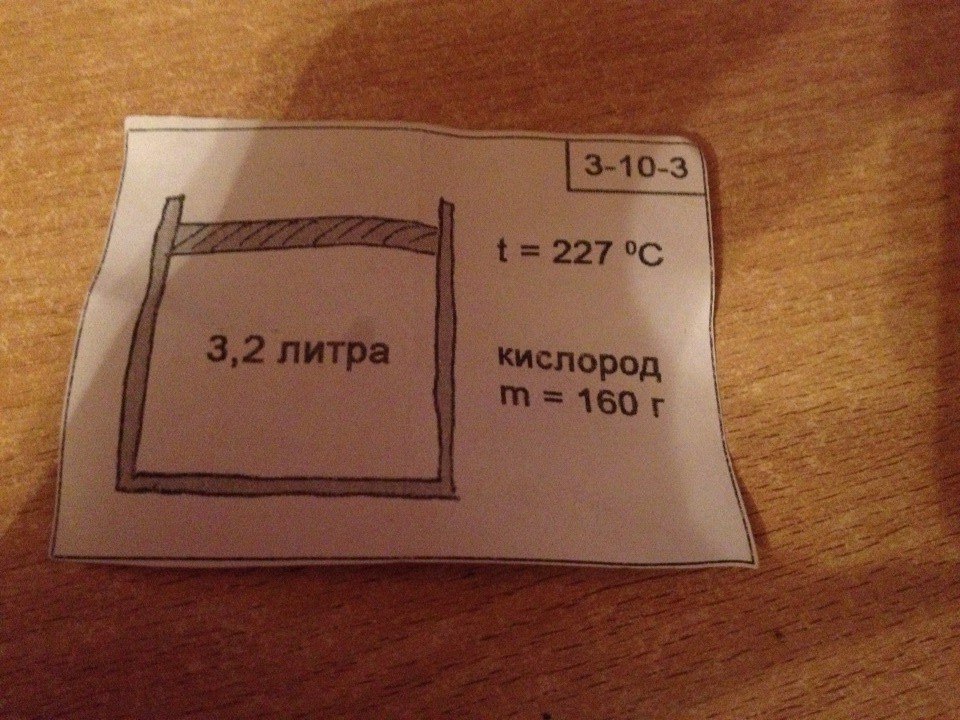 3-10-3
t = 227 ⁰C
3,2 литра
кислород
m = 160 г